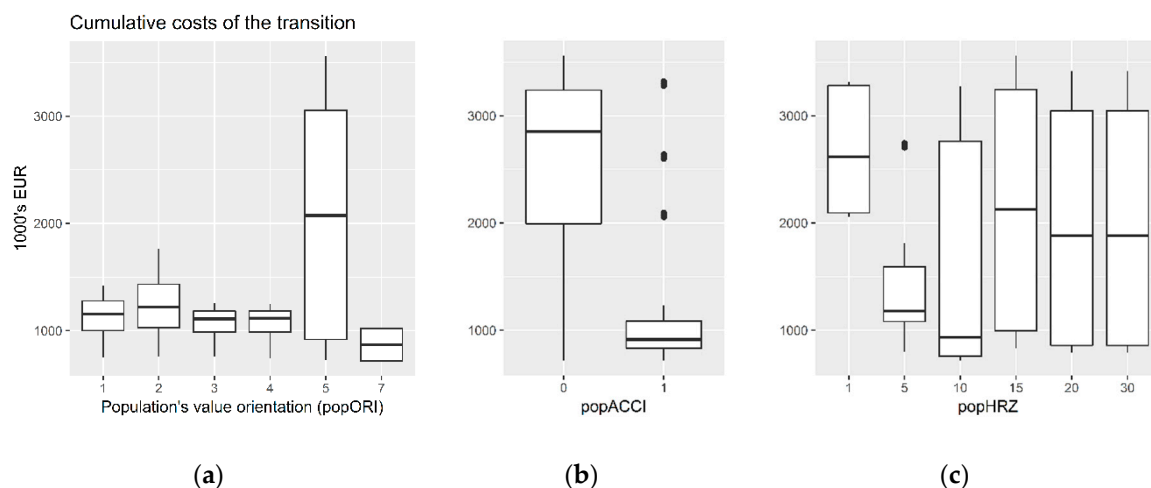 Cumulative costs of the transition
1000's EUR
3000
2000
1000
1 2 3 4 5 7
Population's value orientation (popORI)
(a)
3000
2000
1000
0 1
popACCI
(b)
3000
2000
1000
1 5 10 15 20 30
popHRZ
(c)